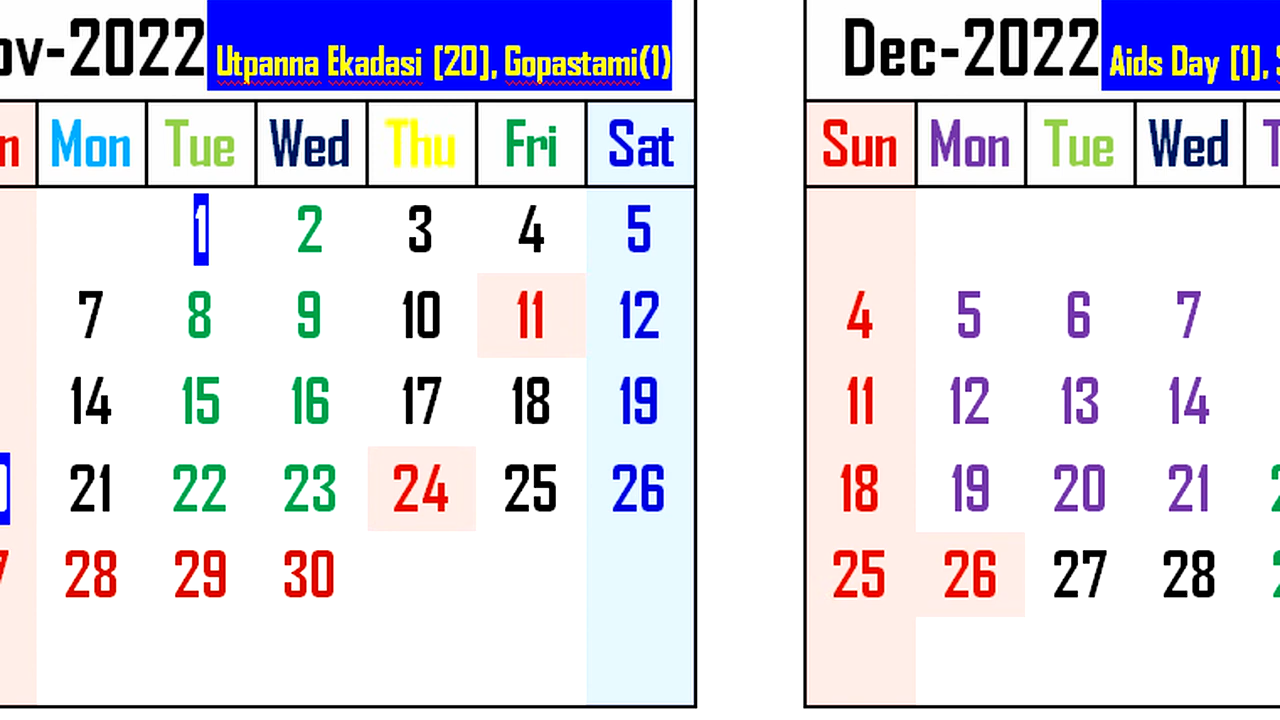 ov-2022 Utpanna Ekadasi [20], Gopastami(1)
n Mon Tue Wed Thu Fri Sat
1 2 3 4 5
7 8 9 10 11 12
14 15 16 17 18 19
21 22 23 24 25 26
28 29 30
Dec-2022 Aids Day [1],
Sun Mon Tue Wed
4 5 6 7
11 12 13 14
18 19 20 21
25 26 27 28